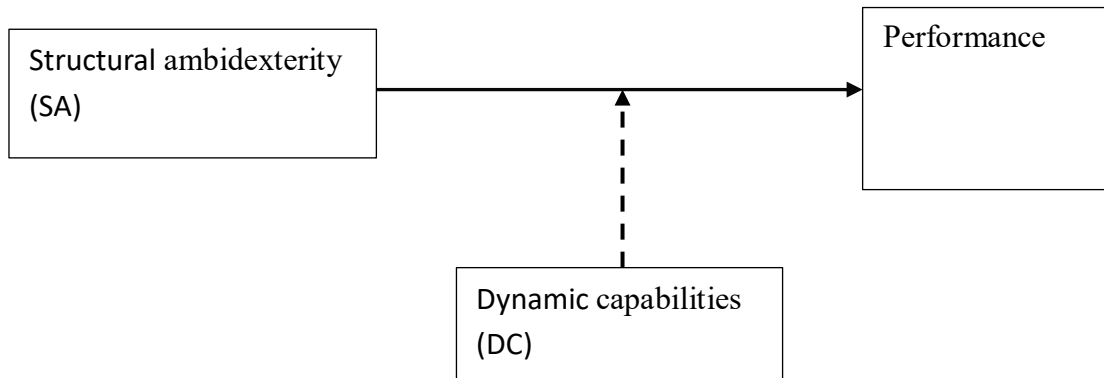 Structural ambidexterity
(SA)
Performance
Dynamic capabilities
(DC)